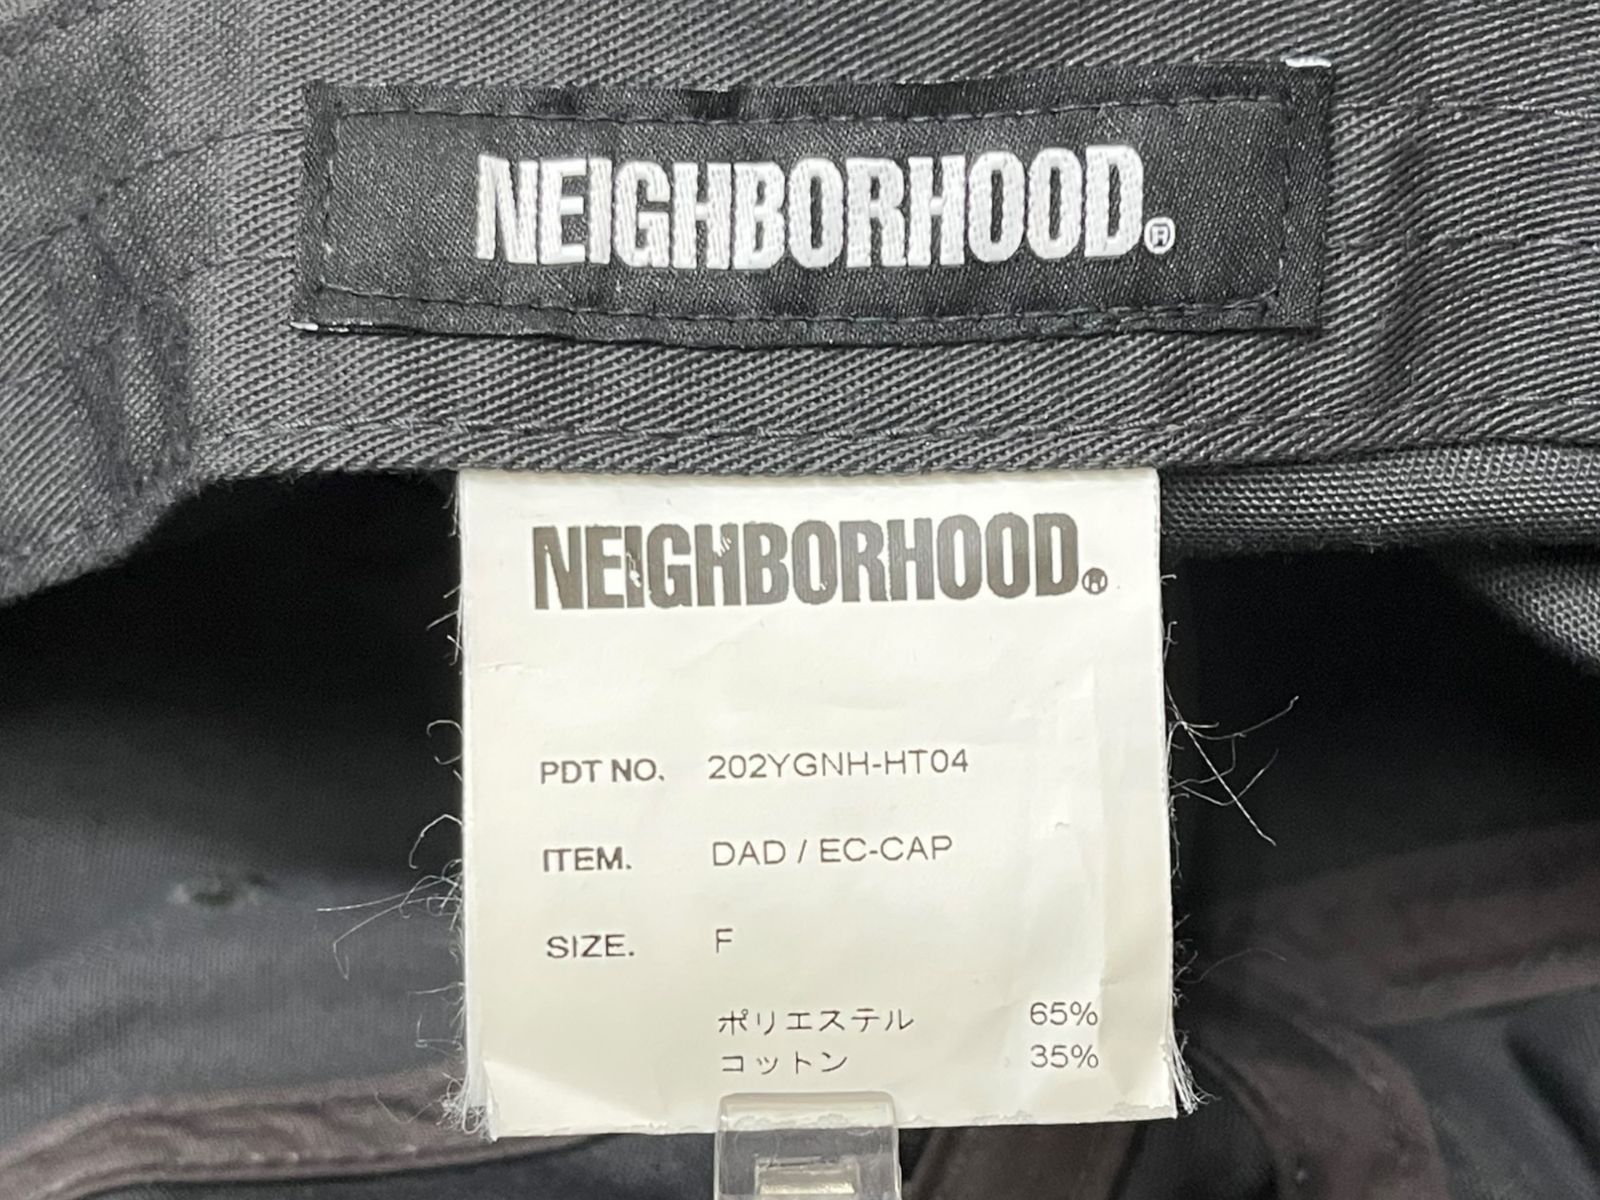 NEIGHBORHOOD®
NEIGHBORHOOD®
PDT NO. 202YGNH-HT04
ITEM. DAD / EC-CAP
SIZE. F
ポリエステル 65%
コットン 35%